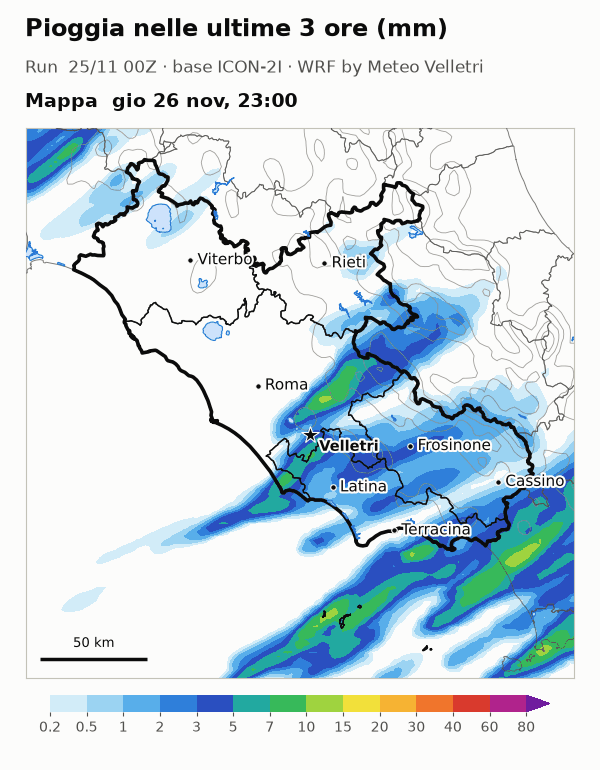 Pioggia nelle ultime 3 ore (mm)
Run  25/11 00Z · base ICON-2I · WRF by Meteo Velletri
Mappa  gio 26 nov, 23:00
Viterbo
Rieti
Roma
Velletri
Frosinone
Latina
Cassino
Terracina
50 km
0.2 0.5 1 2 3 5 7 10 15 20 30 40 60 80